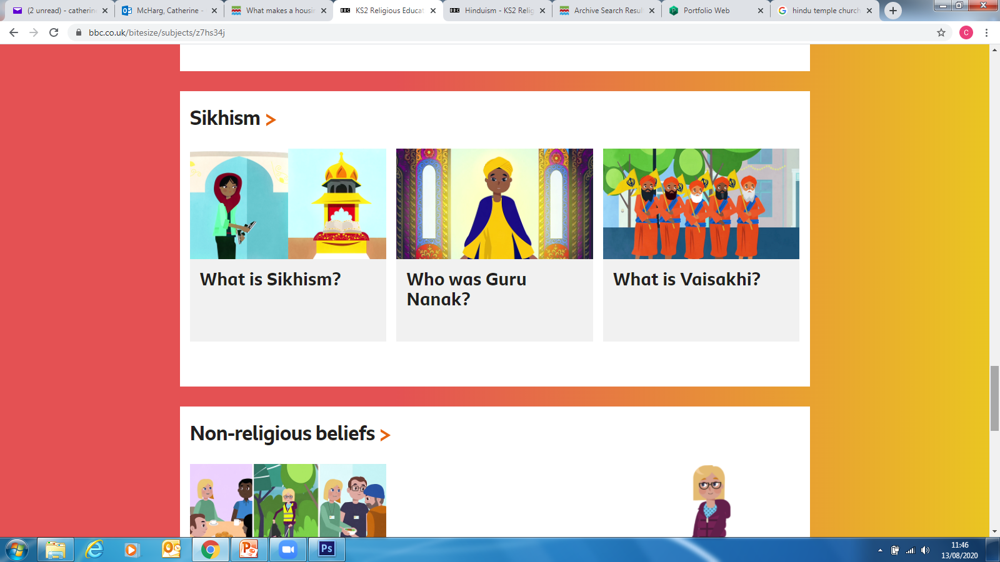 (2 unread) - catherin
McHarg, Catherine -
What makes a housin
KS2 Religious Educat
Hinduism - KS2 Relig
Archive Search Resul
Portfolio Web
hindu temple church
bbc.co.uk/bitesize/subjects/z7hs34j
C
Sikhism >
What is Sikhism?
Who was Guru
Nanak?
What is Vaisakhi?
Non-religious beliefs >
Ps
11:46
13/08/2020